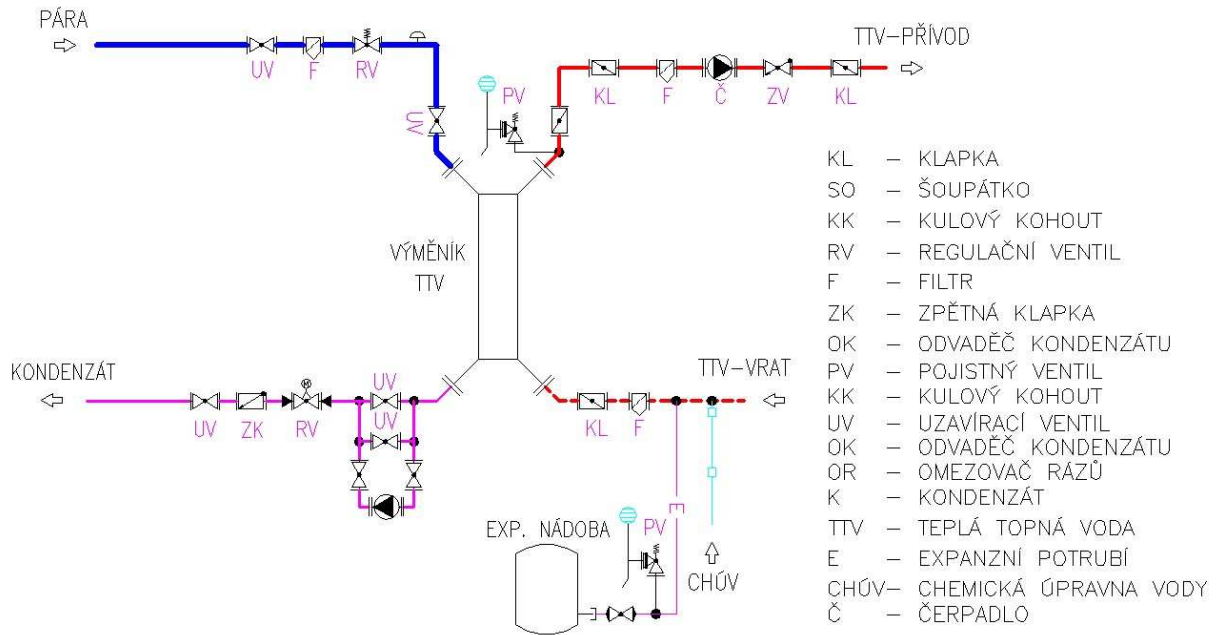 PÁRA
UV
F
RV
UV
PV
KL
F
Č
ZV
KL
TTV-PŘÍVOD
VÝMĚNÍK
TTV
KONDENZÁT
UV
ZK
RV
M
UV
UV
KL
F
TTV-VRAT
E
EXP. NÁDOBA
PV
CHÚV
KL – KLAPKA
SO – ŠOUPÁTKO
KK – KULOVÝ KOHOUT
RV – REGULAČNÍ VENTIL
F – FILTR
ZK – ZPĚTNÁ KLAPKA
OK – ODVADĚČ KONDENZÁTU
PV – POJISTNÝ VENTIL
KK – KULOVÝ KOHOUT
UV – UZAVÍRACÍ VENTIL
OK – ODVADĚČ KONDENZÁTU
OR – OMEZOVAČ RÁZŮ
K – KONDENZÁT
TTV – TEPLÁ TOPNÁ VODA
E – EXPANZNÍ POTRUBÍ
CHÚV– CHEMICKÁ ÚPRAVNA VODY
Č – ČERPADLO